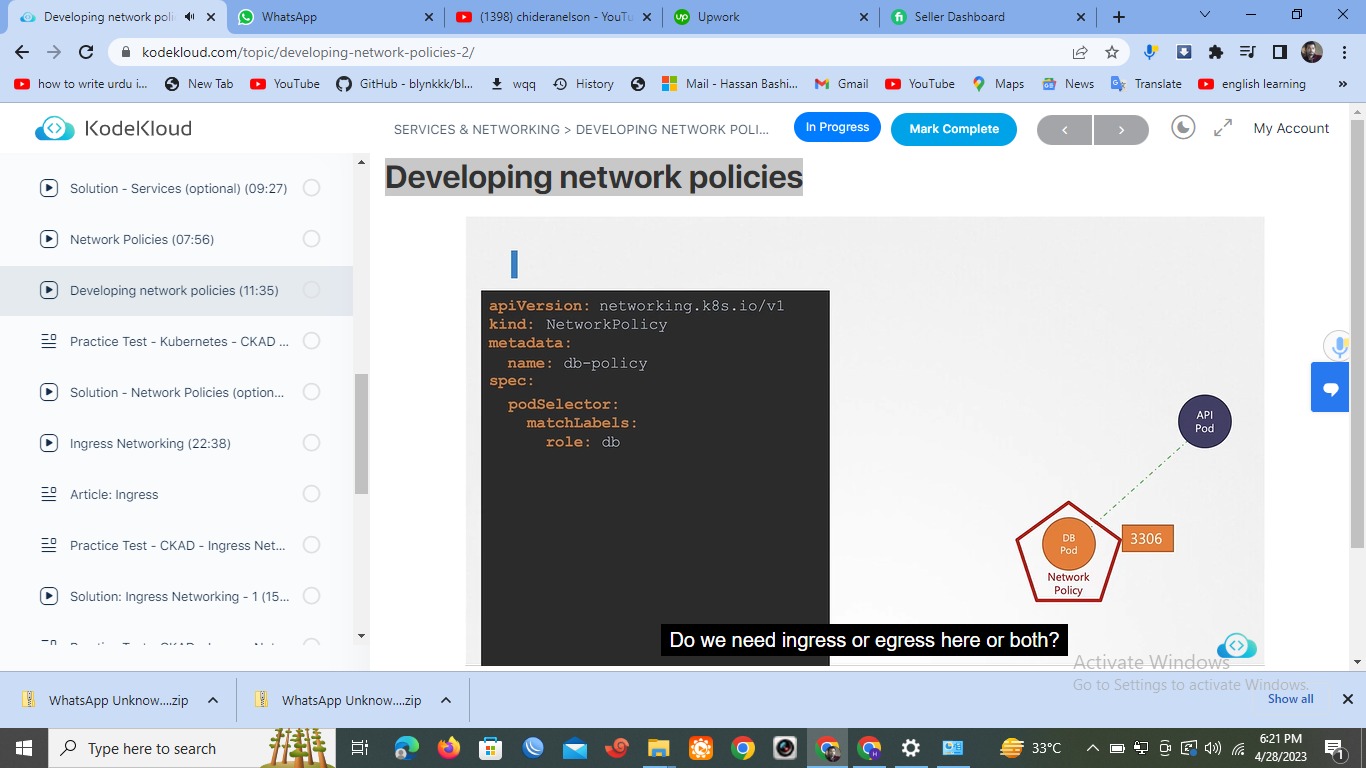 Developing network poli
WhatsApp
(1398) chideranelson - YouTu
Upwork
Seller Dashboard
kodekloud.com/topic/developing-network-policies-2/
how to write urdu i...
New Tab
YouTube
GitHub - blynkkk/bl...
wqq
History
Mail - Hassan Bashi...
Gmail
YouTube
Maps
News
Translate
english learning
KodeKloud
SERVICES & NETWORKING > DEVELOPING NETWORK POLI...
In Progress
Mark Complete
My Account
Solution - Services (optional) (09:27)
Network Policies (07:56)
Developing network policies (11:35)
Practice Test - Kubernetes - CKAD ...
Solution - Network Policies (option...
Ingress Networking (22:38)
Article: Ingress
Practice Test - CKAD - Ingress Net...
Solution: Ingress Networking - 1 (15...
Developing network policies
apiVersion: networking.k8s.io/v1
kind: NetworkPolicy
metadata:
name: db-policy
spec:
podSelector:
matchLabels:
role: db
API
Pod
DB
Pod
3306
Network
Policy
Do we need ingress or egress here or both?
Activate Windows
Go to Settings to activate Windows.
WhatsApp Unknow....zip
WhatsApp Unknow....zip
Show all
Type here to search
33°C
6:21 PM
4/28/2023
1